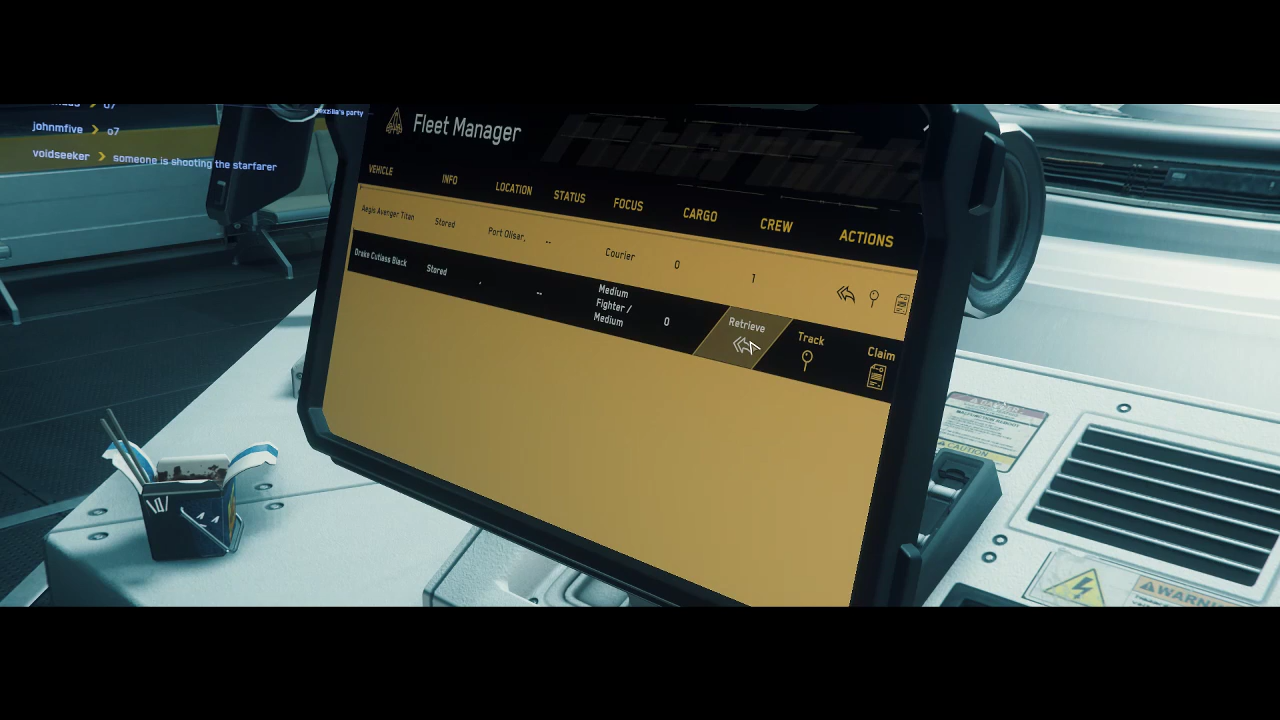 o7
johnmfive > o7
voidseeker > someone is shooting the starfarer
Fleet Manager
VEHICLE INFO LOCATION STATUS FOCUS CARGO CREW ACTIONS
Aegis Avenger Titan Stored Port Olisar, -- Courier 0 1
Drake Cutlass Black Stored , -- Medium Fighter / Medium 0 Retrieve Track Claim
CAUTION